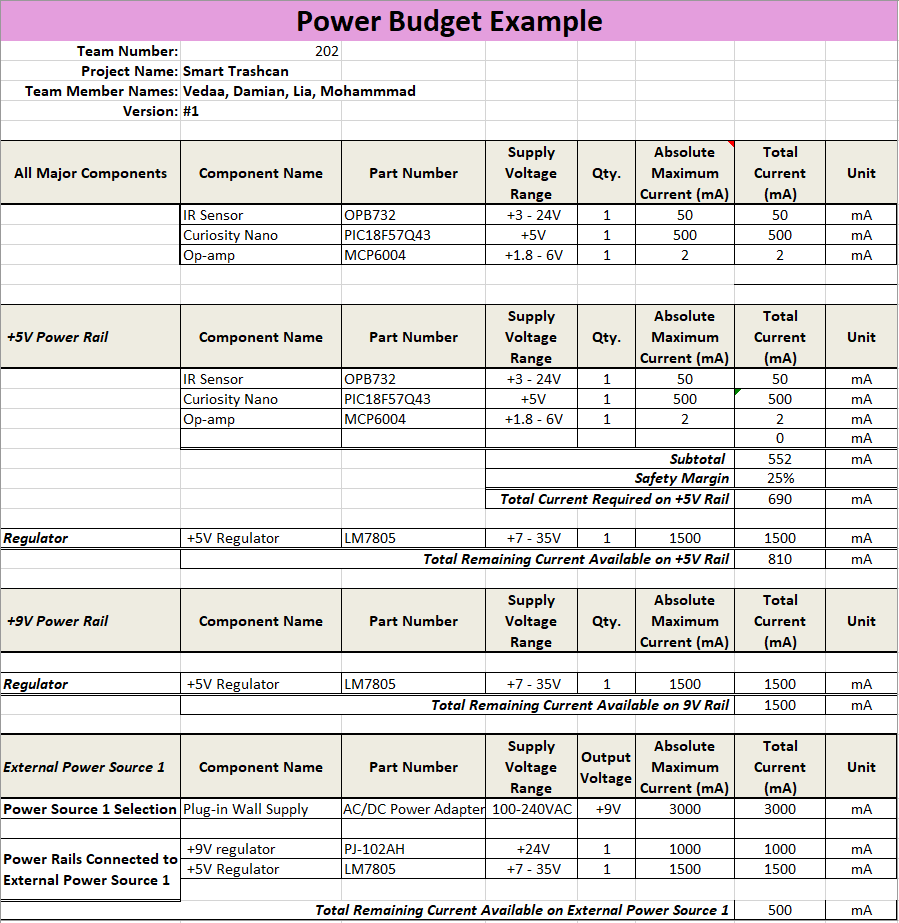 Power Budget Example
Team Number: 202
Project Name: Smart Trashcan
Team Member Names: Vedaa, Damian, Lia, Mohammmad
Version: #1
All Major Components Component Name Part Number Supply Voltage Range Qty. Absolute Maximum Current (mA) Total Current (mA) Unit
IR Sensor OPB732 +3 - 24V 1 50 50 mA
Curiosity Nano PIC18F57Q43 +5V 1 500 500 mA
Op-amp MCP6004 +1.8 - 6V 1 2 2 mA
+5V Power Rail Component Name Part Number Supply Voltage Range Qty. Absolute Maximum Current (mA) Total Current (mA) Unit
IR Sensor OPB732 +3 - 24V 1 50 50 mA
Curiosity Nano PIC18F57Q43 +5V 1 500 500 mA
Op-amp MCP6004 +1.8 - 6V 1 2 2 mA
0 mA
Subtotal 552 mA
Safety Margin 25%
Total Current Required on +5V Rail 690 mA
Regulator +5V Regulator LM7805 +7 - 35V 1 1500 1500 mA
Total Remaining Current Available on +5V Rail 810 mA
+9V Power Rail Component Name Part Number Supply Voltage Range Qty. Absolute Maximum Current (mA) Total Current (mA) Unit
Regulator +5V Regulator LM7805 +7 - 35V 1 1500 1500 mA
Total Remaining Current Available on 9V Rail 1500 mA
External Power Source 1 Component Name Part Number Supply Voltage Range Output Voltage Absolute Maximum Current (mA) Total Current (mA) Unit
Power Source 1 Selection Plug-in Wall Supply AC/DC Power Adapter 100-240VAC +9V 3000 3000 mA
Power Rails Connected to External Power Source 1
+9V regulator PJ-102AH +24V 1 1000 1000 mA
+5V Regulator LM7805 +7 - 35V 1 1500 1500 mA
Total Remaining Current Available on External Power Source 1 500 mA